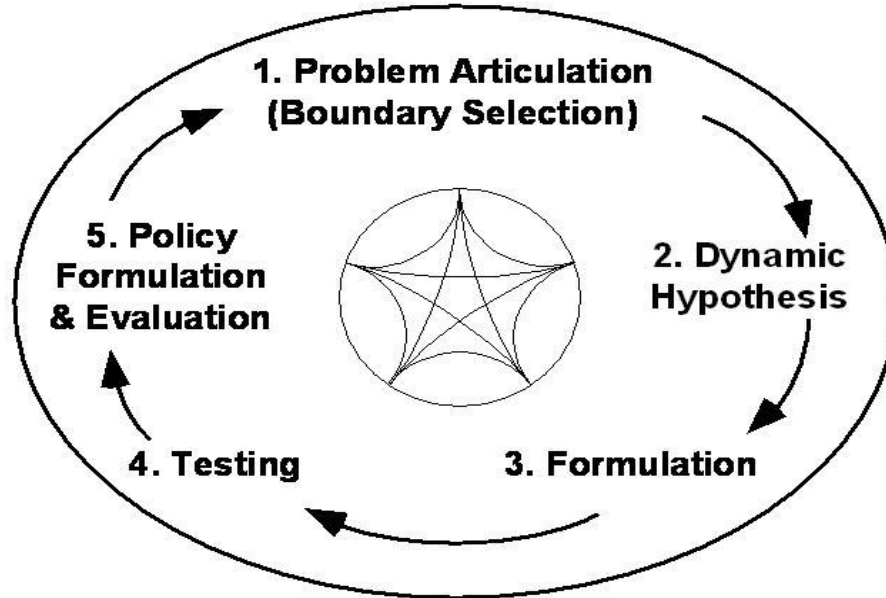 1. Problem Articulation
(Boundary Selection)
2. Dynamic
Hypothesis
3. Formulation
4. Testing
5. Policy
Formulation
& Evaluation